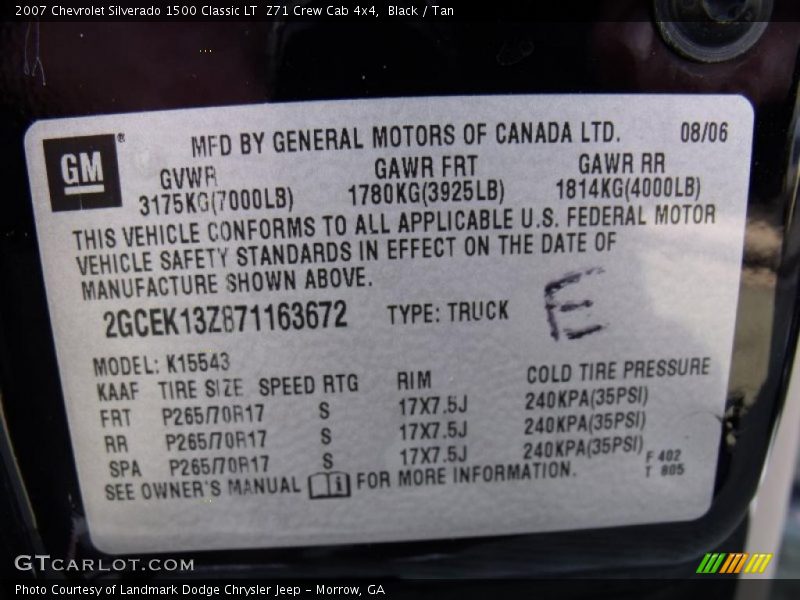 2007 Chevrolet Silverado 1500 Classic LT  Z71 Crew Cab 4x4,  Black / Tan
GM®
MFD BY GENERAL MOTORS OF CANADA LTD. 08/06
GVWR GAWR FRT GAWR RR
3175KG(7000LB) 1780KG(3925LB) 1814KG(4000LB)
THIS VEHICLE CONFORMS TO ALL APPLICABLE U.S. FEDERAL MOTOR
VEHICLE SAFETY STANDARDS IN EFFECT ON THE DATE OF
MANUFACTURE SHOWN ABOVE.
2GCEK13Z871163672 TYPE: TRUCK E
MODEL: K15543
KAAF TIRE SIZE SPEED RTG RIM COLD TIRE PRESSURE
FRT P265/70R17 S 17X7.5J 240KPA(35PSI)
RR P265/70R17 S 17X7.5J 240KPA(35PSI)
SPA P265/70R17 S 17X7.5J 240KPA(35PSI)
F 402
SEE OWNER'S MANUAL i FOR MORE INFORMATION. T 805
GTcarlot.com
Photo Courtesy of Landmark Dodge Chrysler Jeep – Morrow, GA